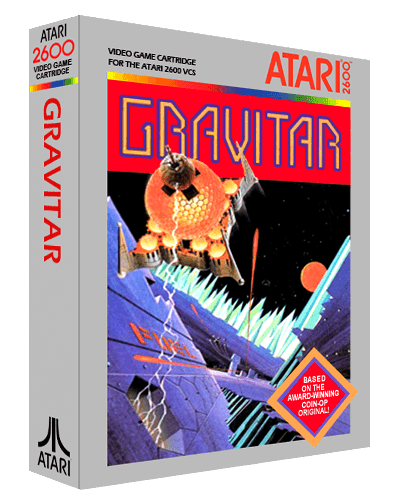 ATARI
2600
VIDEO GAME
CARTRIDGE
GRAVITAR
ATARI
VIDEO GAME CARTRIDGE
FOR THE ATARI 2600 VCS
ATARI 2600
GRAVITAR
FUEL
BASED
ON THE
AWARD-WINNING
COIN-OP
ORIGINAL!